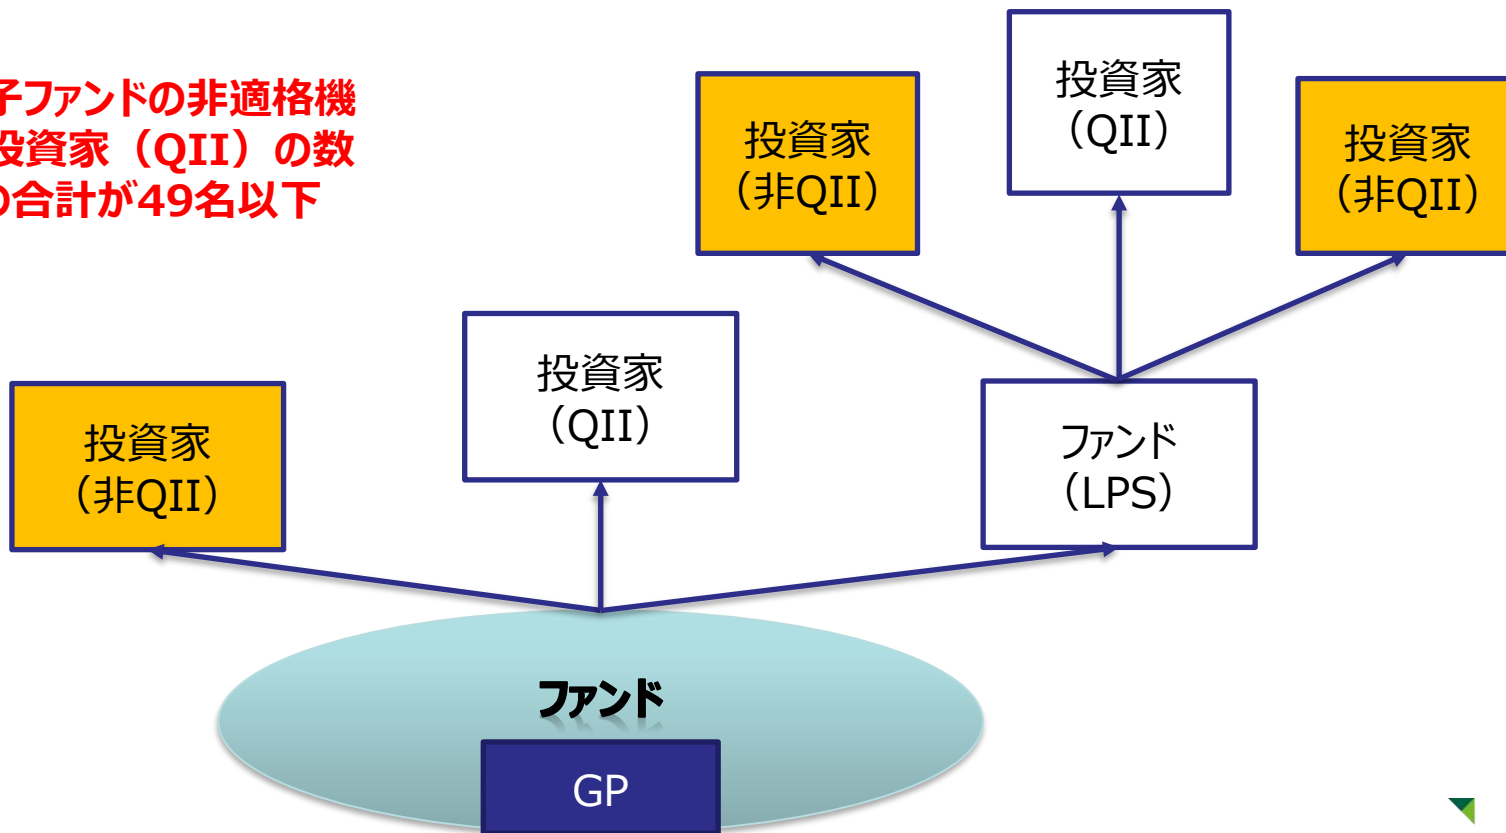 子ファンドの非適格機
投資家（QII）の数
の合計が49名以下
投資家
（QII）
投資家
（非QII）
投資家
（非QII）
投資家
（QII）
投資家
（非QII）
ファンド
（LPS）
ファンド
GP